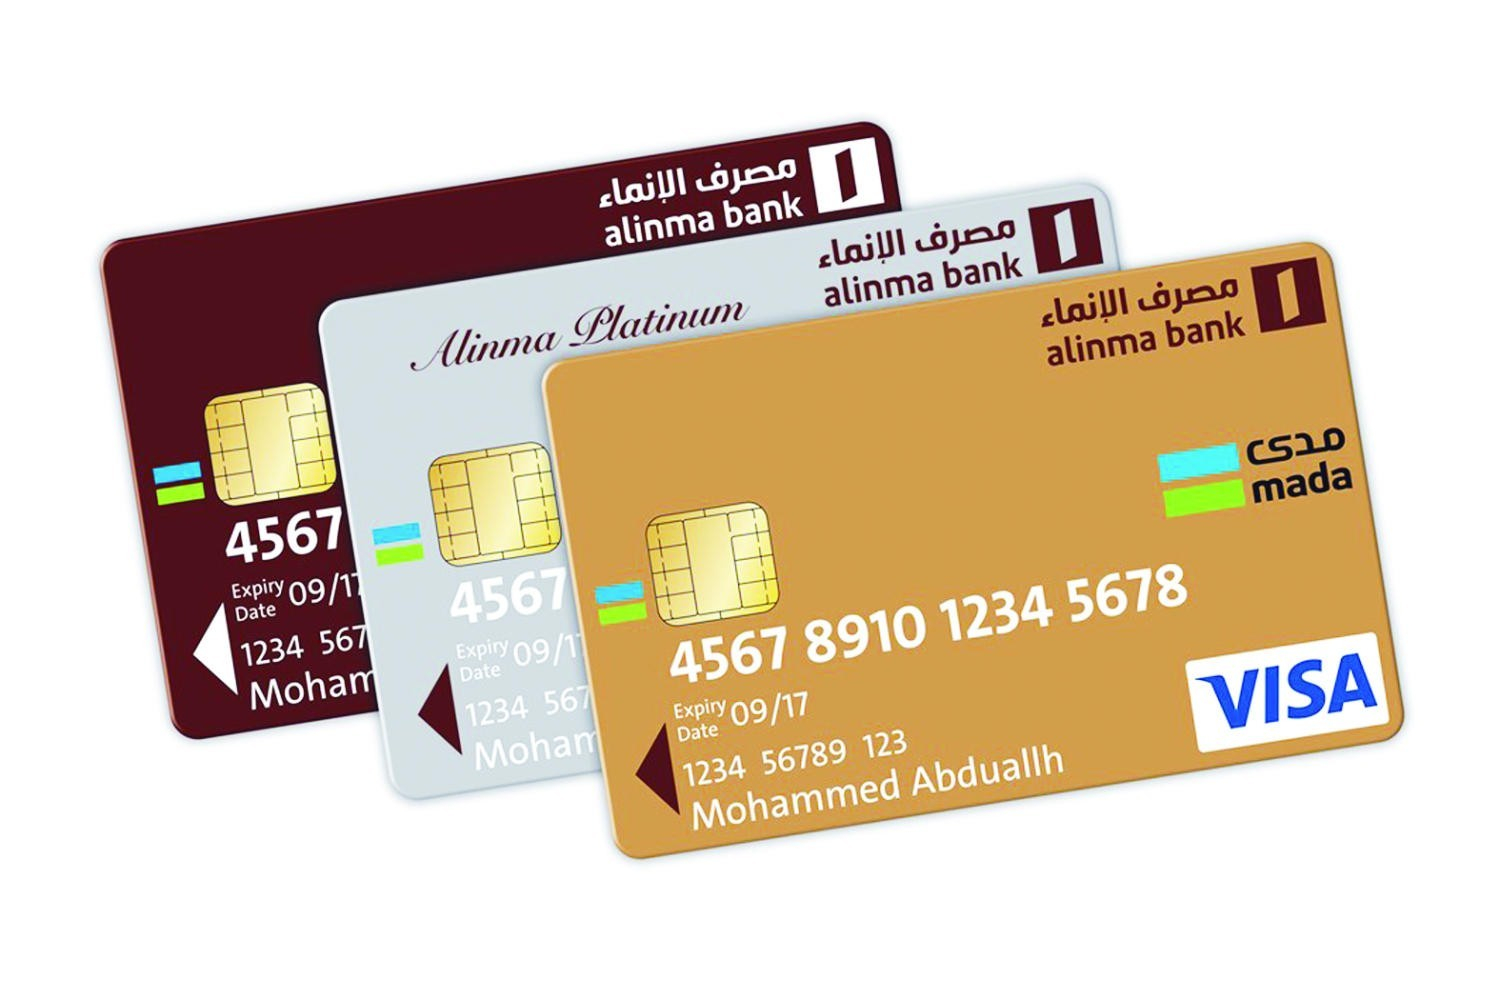 مصرف الإنماء
alinma bank
4567
Expiry Date 09/17
1234 567
Moham
مصرف الإنماء
alinma bank
Alinma Platinum
4567
Expiry Date 09/17
1234 567
Moham
مصرف الإنماء
alinma bank
مدى
mada
4567 8910 1234 5678
Expiry Date 09/17
1234 56789 123
Mohammed Abduallh
VISA